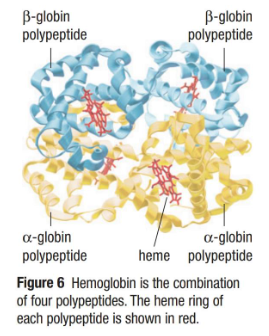 β-globin
polypeptide
β-globin
polypeptide
α-globin
polypeptide
heme
α-globin
polypeptide
Figure 6 Hemoglobin is the combination
of four polypeptides. The heme ring of
each polypeptide is shown in red.